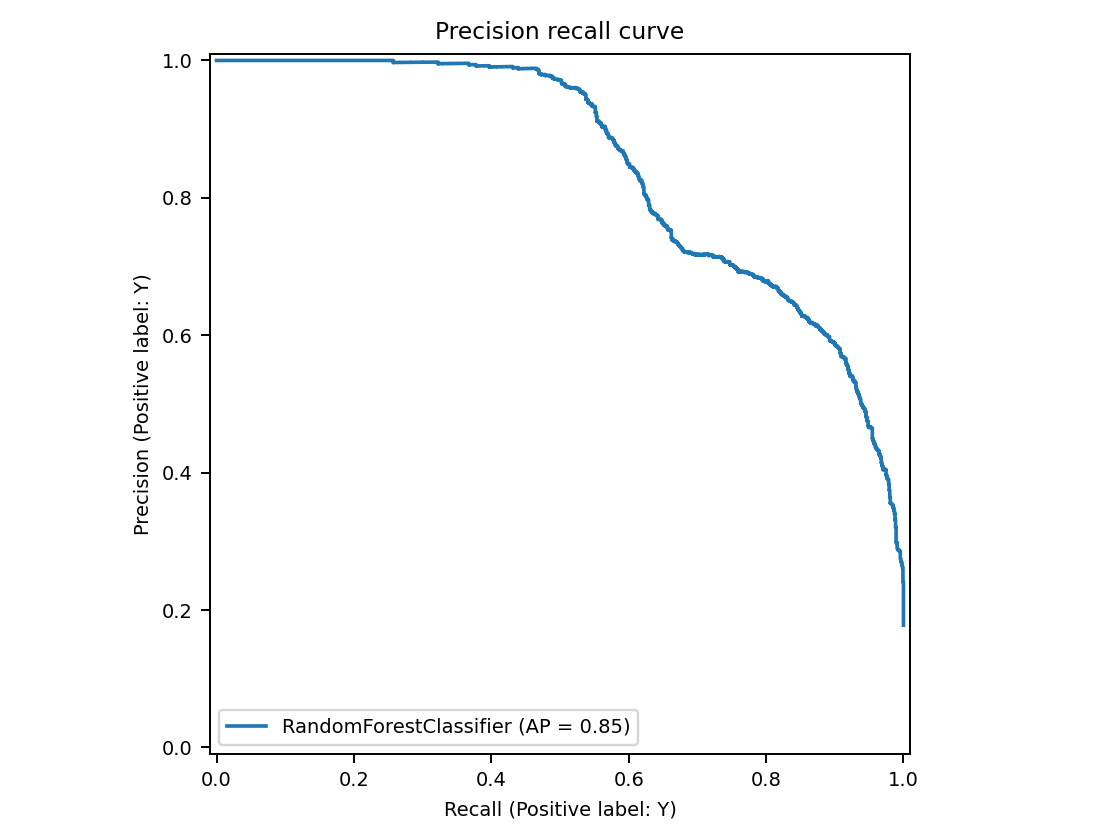 Precision recall curve
1.0
0.8
0.6
0.4
0.2
0.0
Precision (Positive label: Y)
RandomForestClassifier (AP = 0.85)
0.0 0.2 0.4 0.6 0.8 1.0
Recall (Positive label: Y)